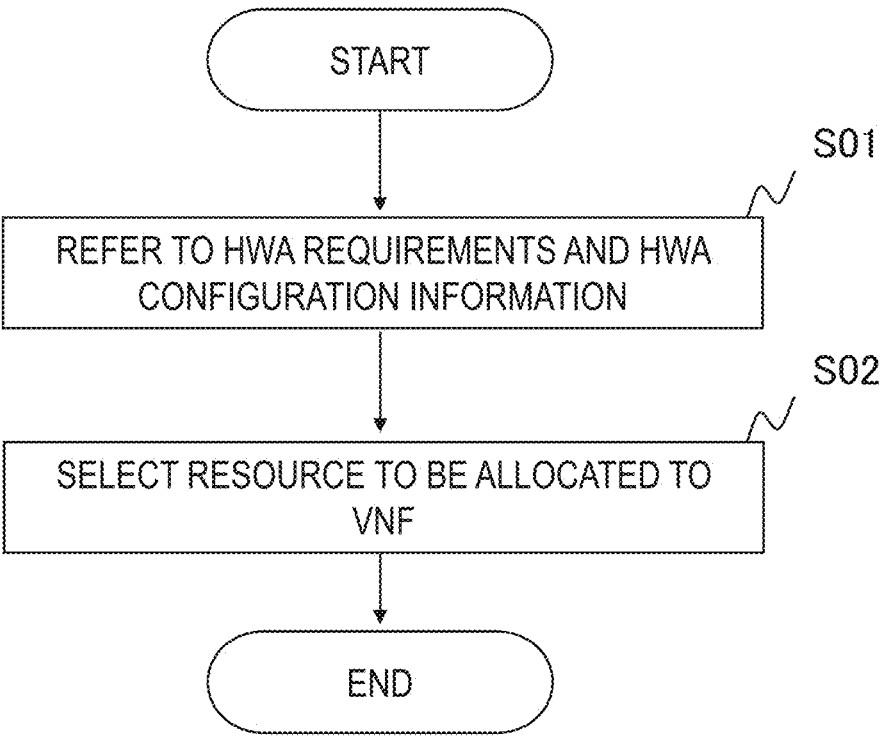 START
S01
REFER TO HWA REQUIREMENTS AND HWA
CONFIGURATION INFORMATION
S02
SELECT RESOURCE TO BE ALLOCATED TO
VNF
END